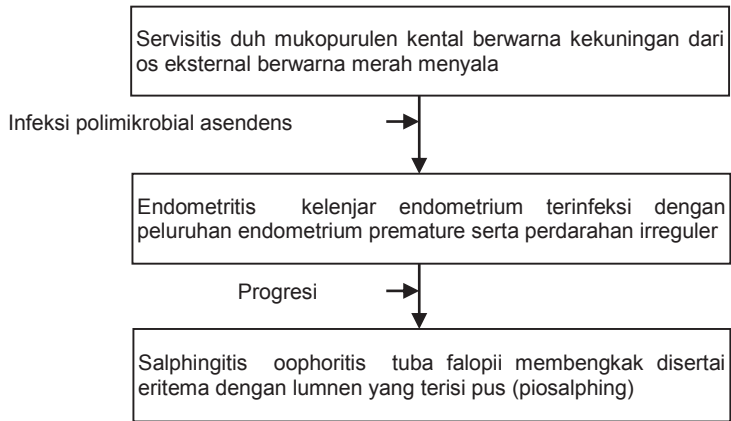 Servisitis duh mukopurulen kental berwarna kekuningan dari
os eksternal berwarna merah menyala
Infeksi polimikrobial asendens
Endometritis kelenjar endometrium terinfeksi dengan
peluruhan endometrium premature serta perdarahan irreguler
Progresi
Salphingitis oophoritis tuba falopii membengkak disertai
eritema dengan lumnen yang terisi pus (piosalphing)